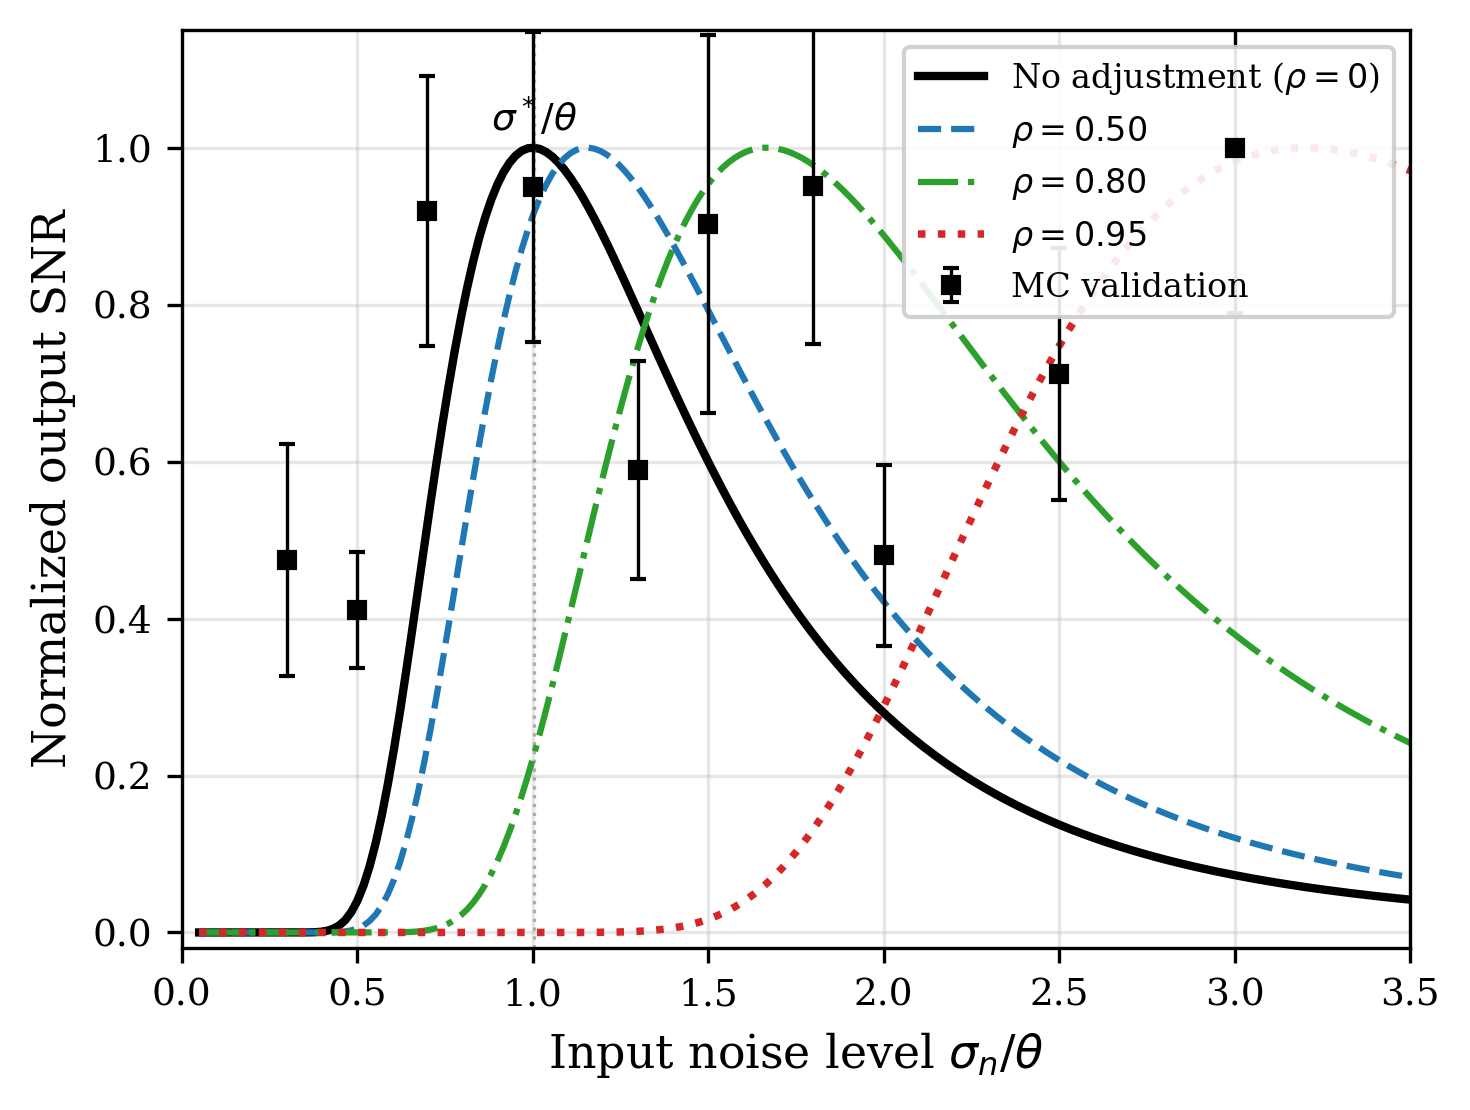 σ*/θ
No adjustment (ρ = 0)
ρ = 0.50
ρ = 0.80
ρ = 0.95
MC validation
Normalized output SNR
1.0
0.8
0.6
0.4
0.2
0.0
0.0 0.5 1.0 1.5 2.0 2.5 3.0 3.5
Input noise level σₙ/θ